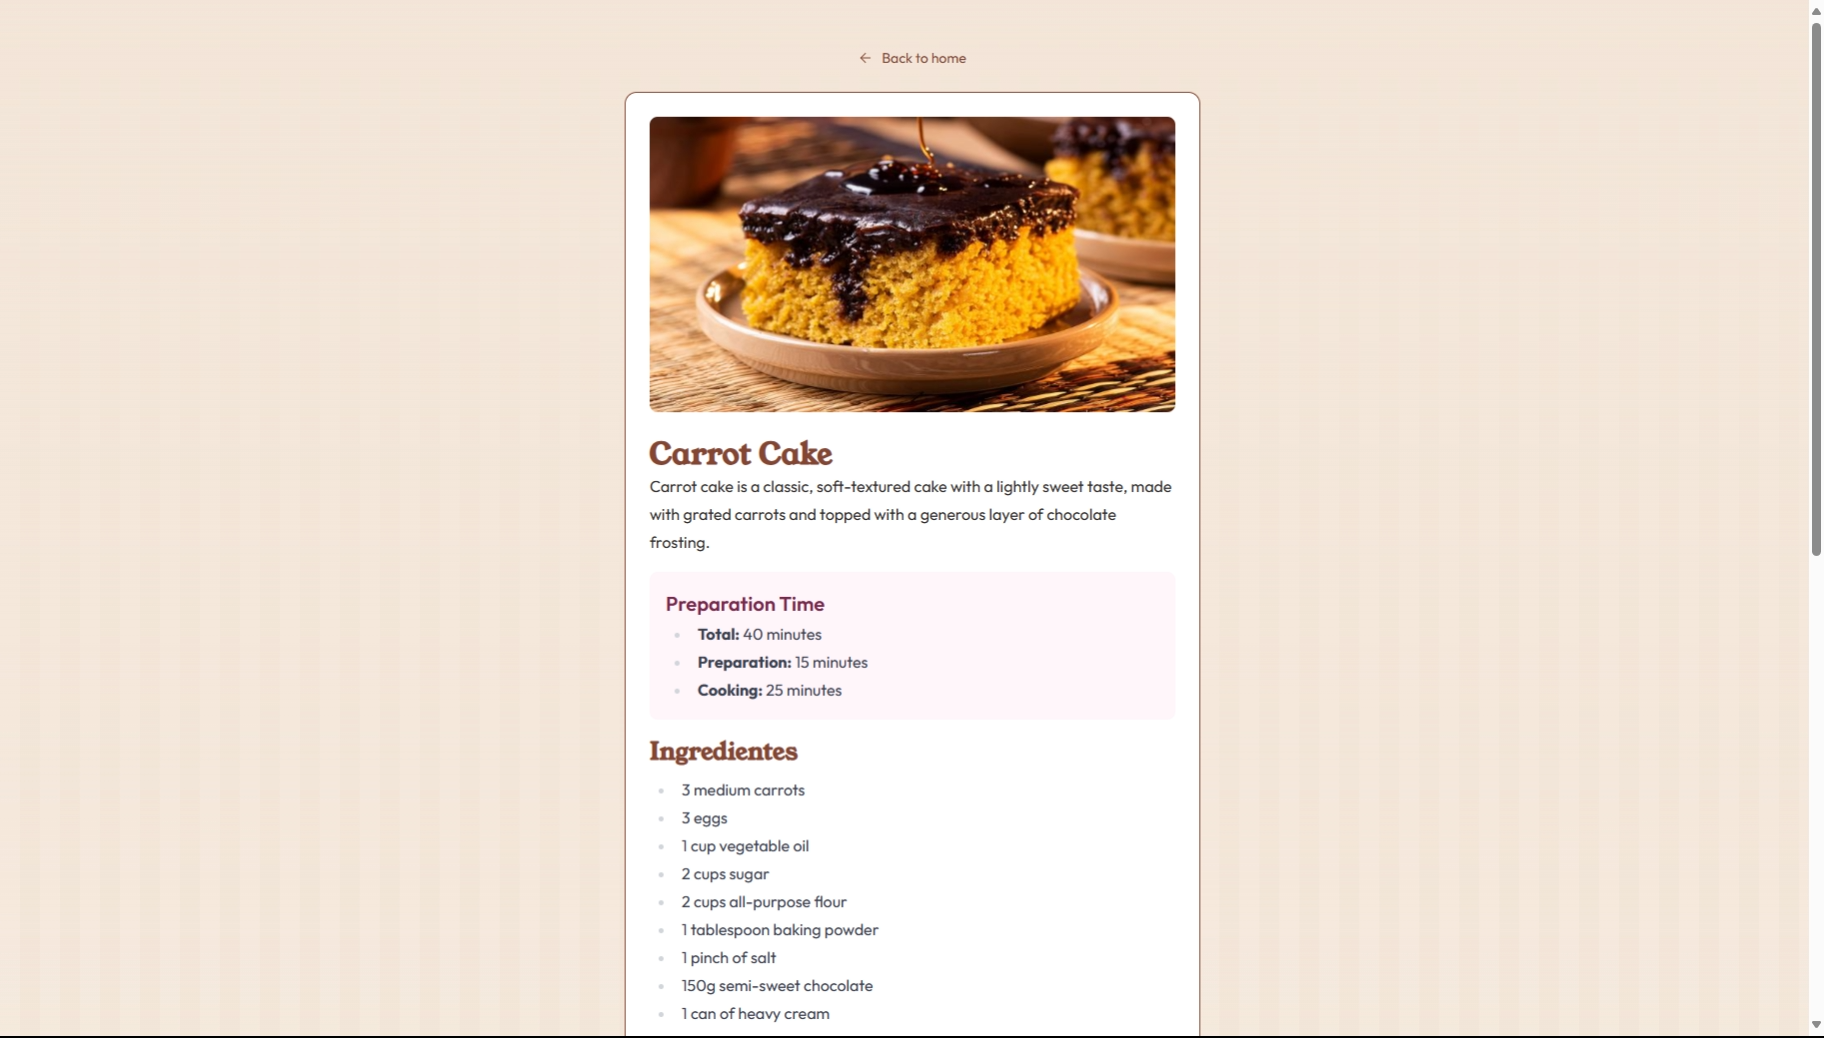 ← Back to home
Carrot Cake
Carrot cake is a classic, soft-textured cake with a lightly sweet taste, made
with grated carrots and topped with a generous layer of chocolate
frosting.
Preparation Time
• Total: 40 minutes
• Preparation: 15 minutes
• Cooking: 25 minutes
Ingredientes
• 3 medium carrots
• 3 eggs
• 1 cup vegetable oil
• 2 cups sugar
• 2 cups all-purpose flour
• 1 tablespoon baking powder
• 1 pinch of salt
• 150g semi-sweet chocolate
• 1 can of heavy cream